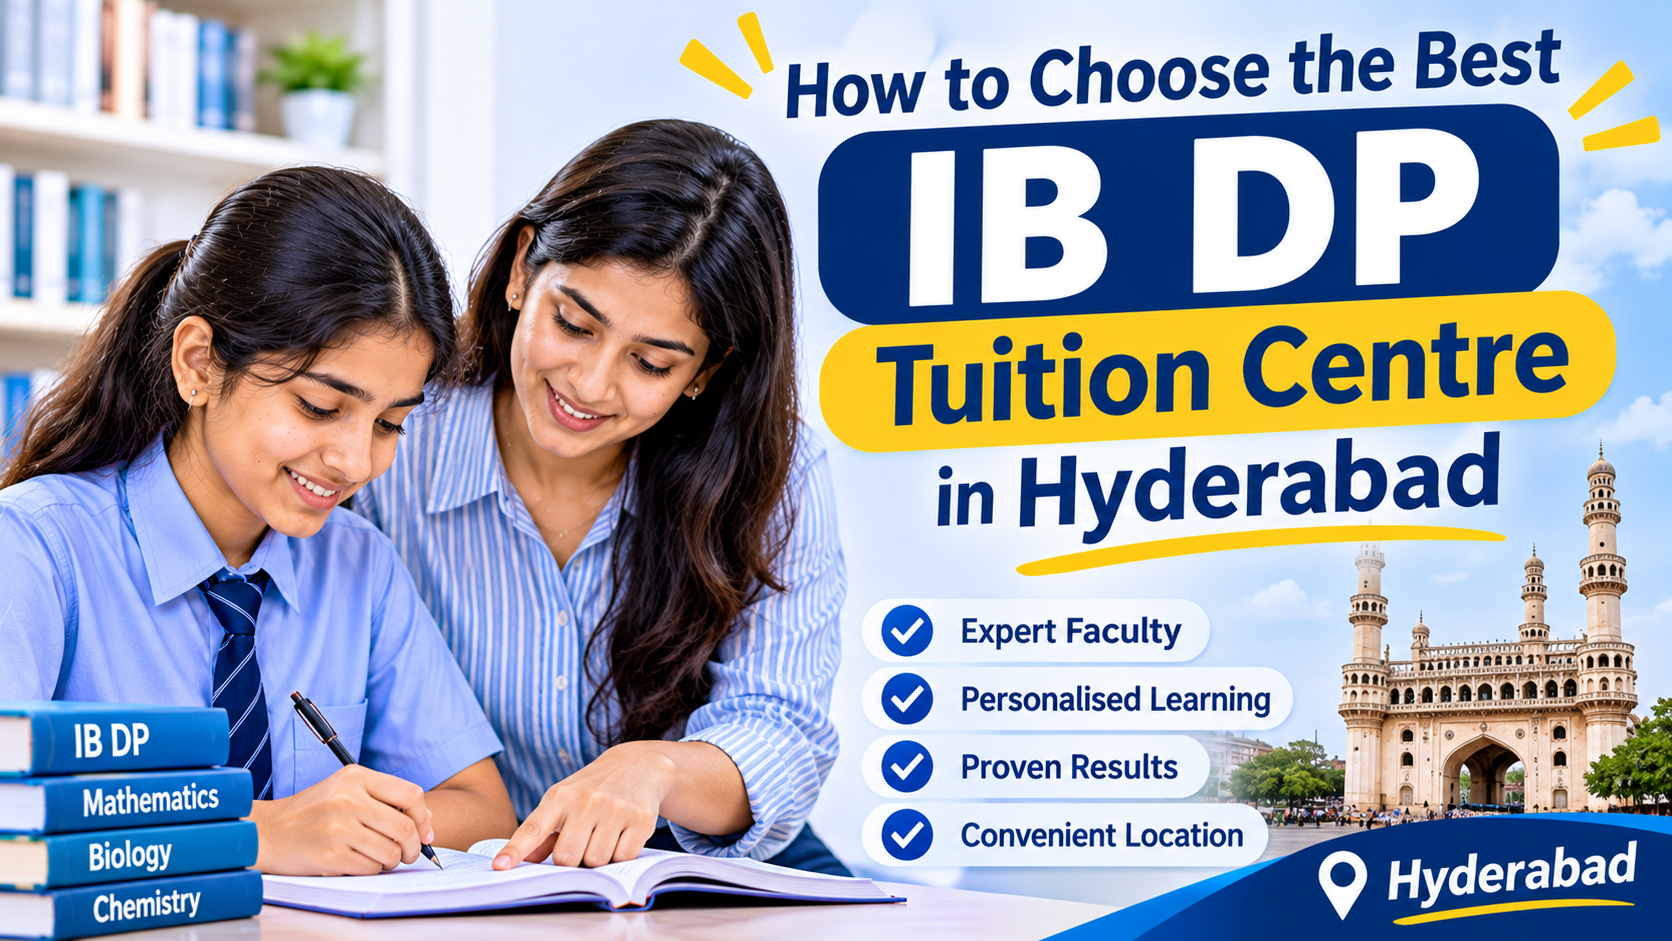 How to Choose the Best
IB DP
Tuition Centre
in Hyderabad
Expert Faculty
Personalised Learning
Proven Results
Convenient Location
IB DP
Mathematics
Biology
Chemistry
Hyderabad